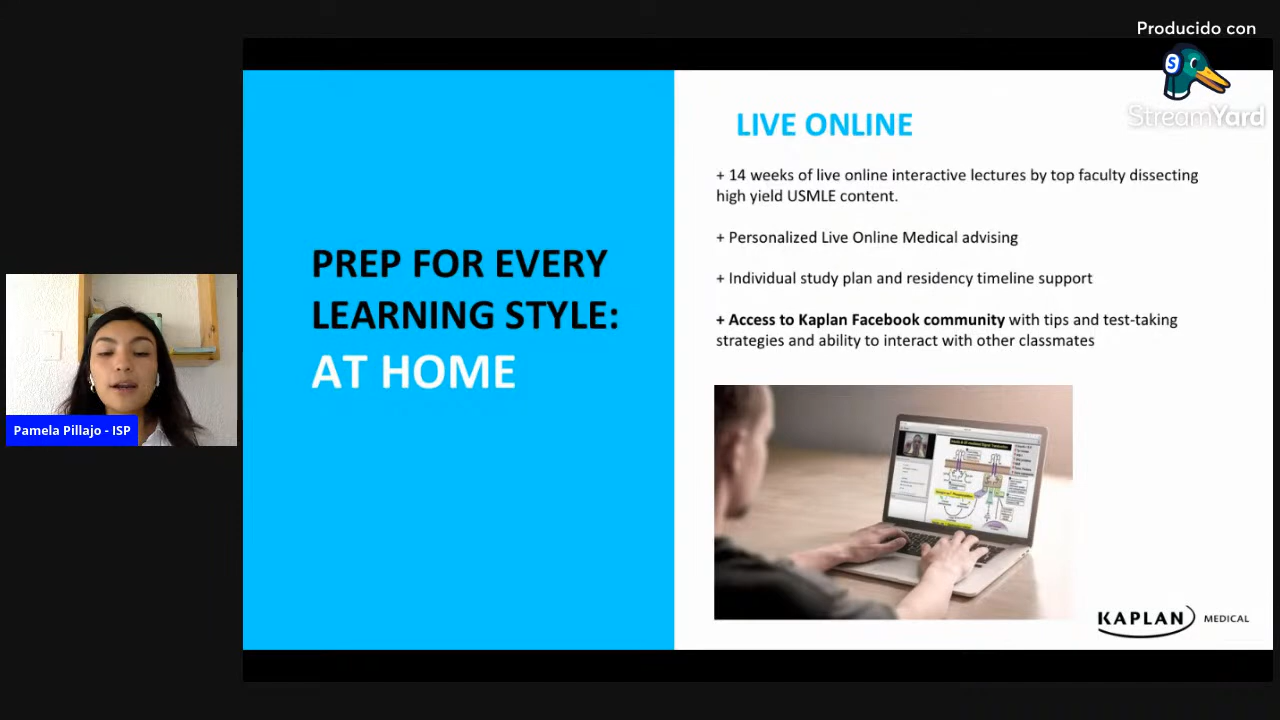 Producido con
StreamYard
LIVE ONLINE
+ 14 weeks of live online interactive lectures by top faculty dissecting
high yield USMLE content.
+ Personalized Live Online Medical advising
+ Individual study plan and residency timeline support
+ Access to Kaplan Facebook community with tips and test-taking
strategies and ability to interact with other classmates
PREP FOR EVERY
LEARNING STYLE:
AT HOME
Pamela Pillajo - ISP
KAPLAN MEDICAL